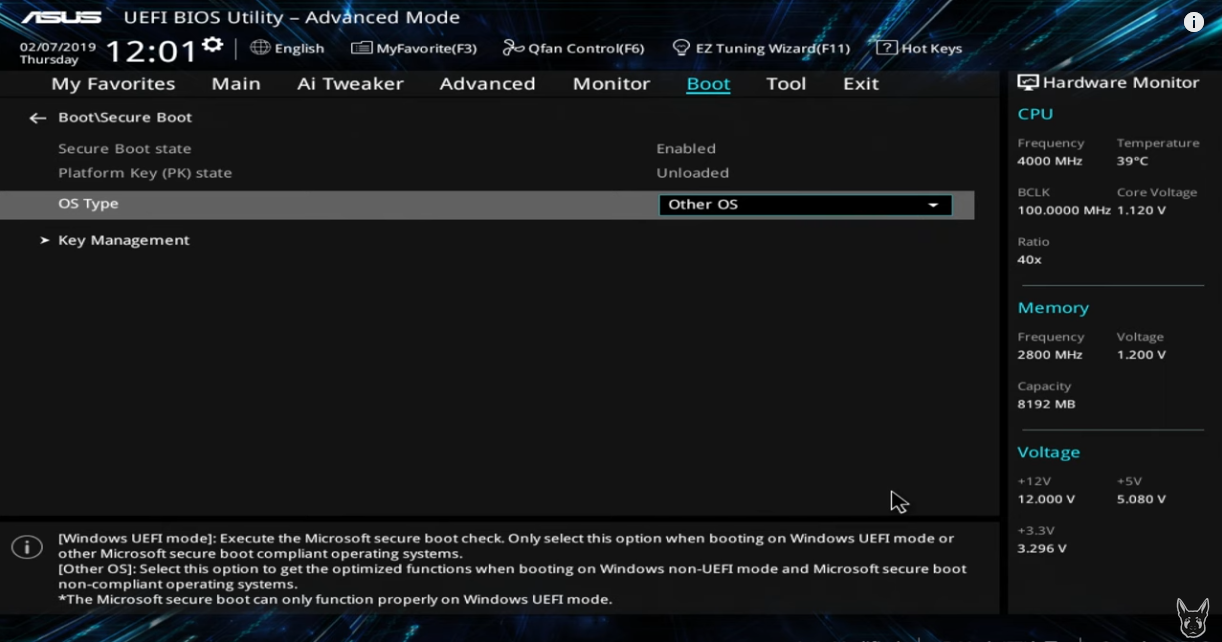 ASUS UEFI BIOS Utility – Advanced Mode
02/07/2019
Thursday
12:01
English
MyFavorite(F3)
Qfan Control(F6)
EZ Tuning Wizard(F11)
? Hot Keys
My Favorites Main Ai Tweaker Advanced Monitor Boot Tool Exit
Boot\Secure Boot
Secure Boot state Enabled
Platform Key (PK) state Unloaded
OS Type Other OS
Key Management
[Windows UEFI mode]: Execute the Microsoft secure boot check. Only select this option when booting on Windows UEFI mode or
other Microsoft secure boot compliant operating systems.
[Other OS]: Select this option to get the optimized functions when booting on Windows non-UEFI mode and Microsoft secure boot
non-compliant operating systems.
*The Microsoft secure boot can only function properly on Windows UEFI mode.
Hardware Monitor
CPU
Frequency Temperature
4000 MHz 39°C
BCLK Core Voltage
100.0000 MHz 1.120 V
Ratio
40x
Memory
Frequency Voltage
2800 MHz 1.200 V
Capacity
8192 MB
Voltage
+12V +5V
12.000 V 5.080 V
+3.3V
3.296 V